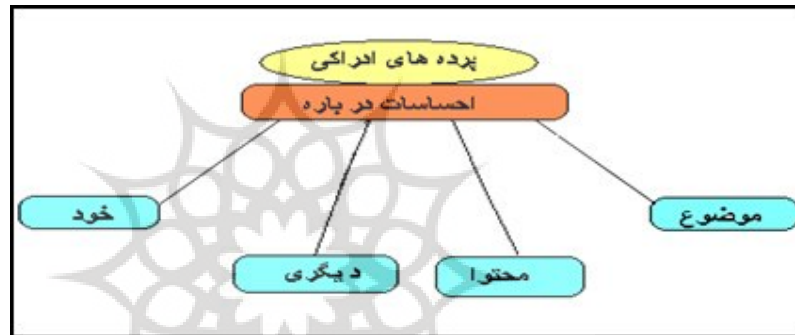 پرده های ادراکی
احساسات در باره
موضوع
محتوا
دیگری
خود